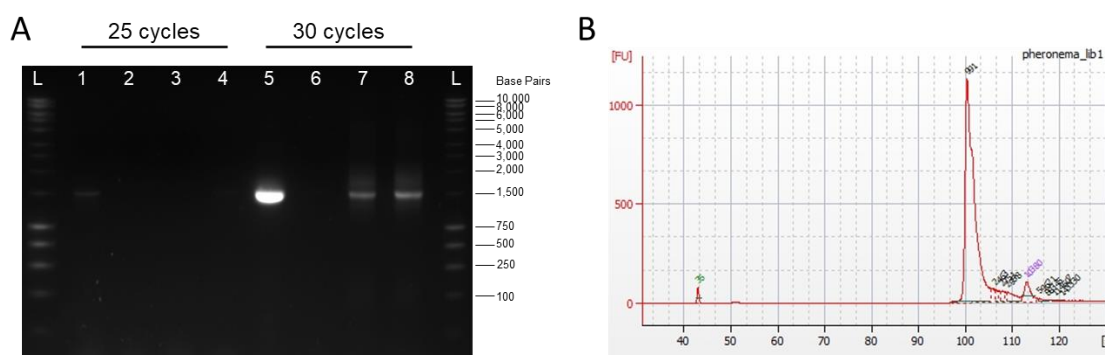 A
25 cycles
30 cycles
L 1 2 3 4 5 6 7 8 L
Base Pairs
10,000
8,000
6,000
5,000
4,000
3,000
2,000
1,500
750
500
250
100
B
[FU]
pheronema_lib1
1000
500
0
40 50 60 70 80 90 100 110 120
10380